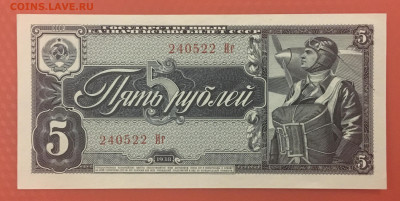 COINS.LAVE.RU
ГОСУДАРСТВЕННЫЙ
КАЗНАЧЕЙСКИЙ БИЛЕТ СССР
240522 Иг
5
Пять рублей
5
240522 Иг
1938
5